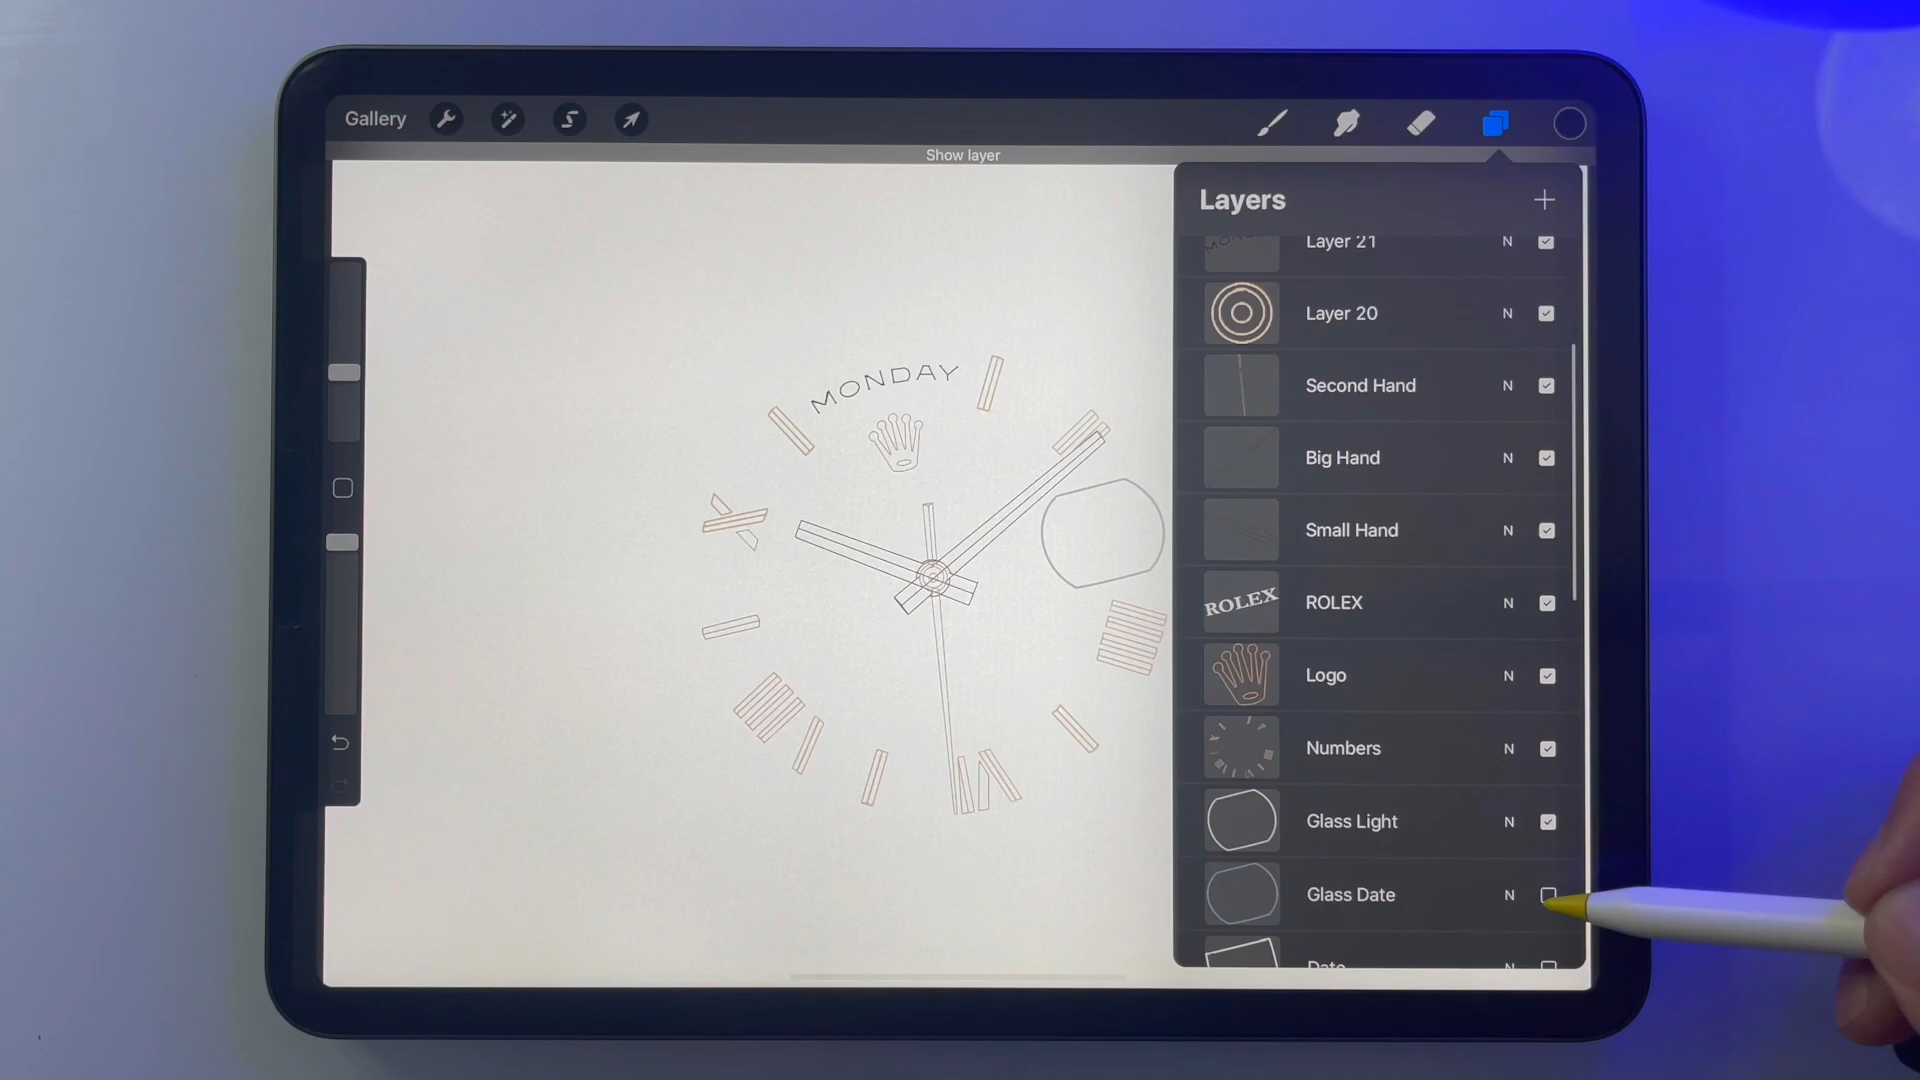 Gallery
Show layer
Layers
Layer 21 N
Layer 20 N
Second Hand N
Big Hand N
Small Hand N
ROLEX ROLEX N
Logo N
Numbers N
Glass Light N
Glass Date N
Date N
MONDAY